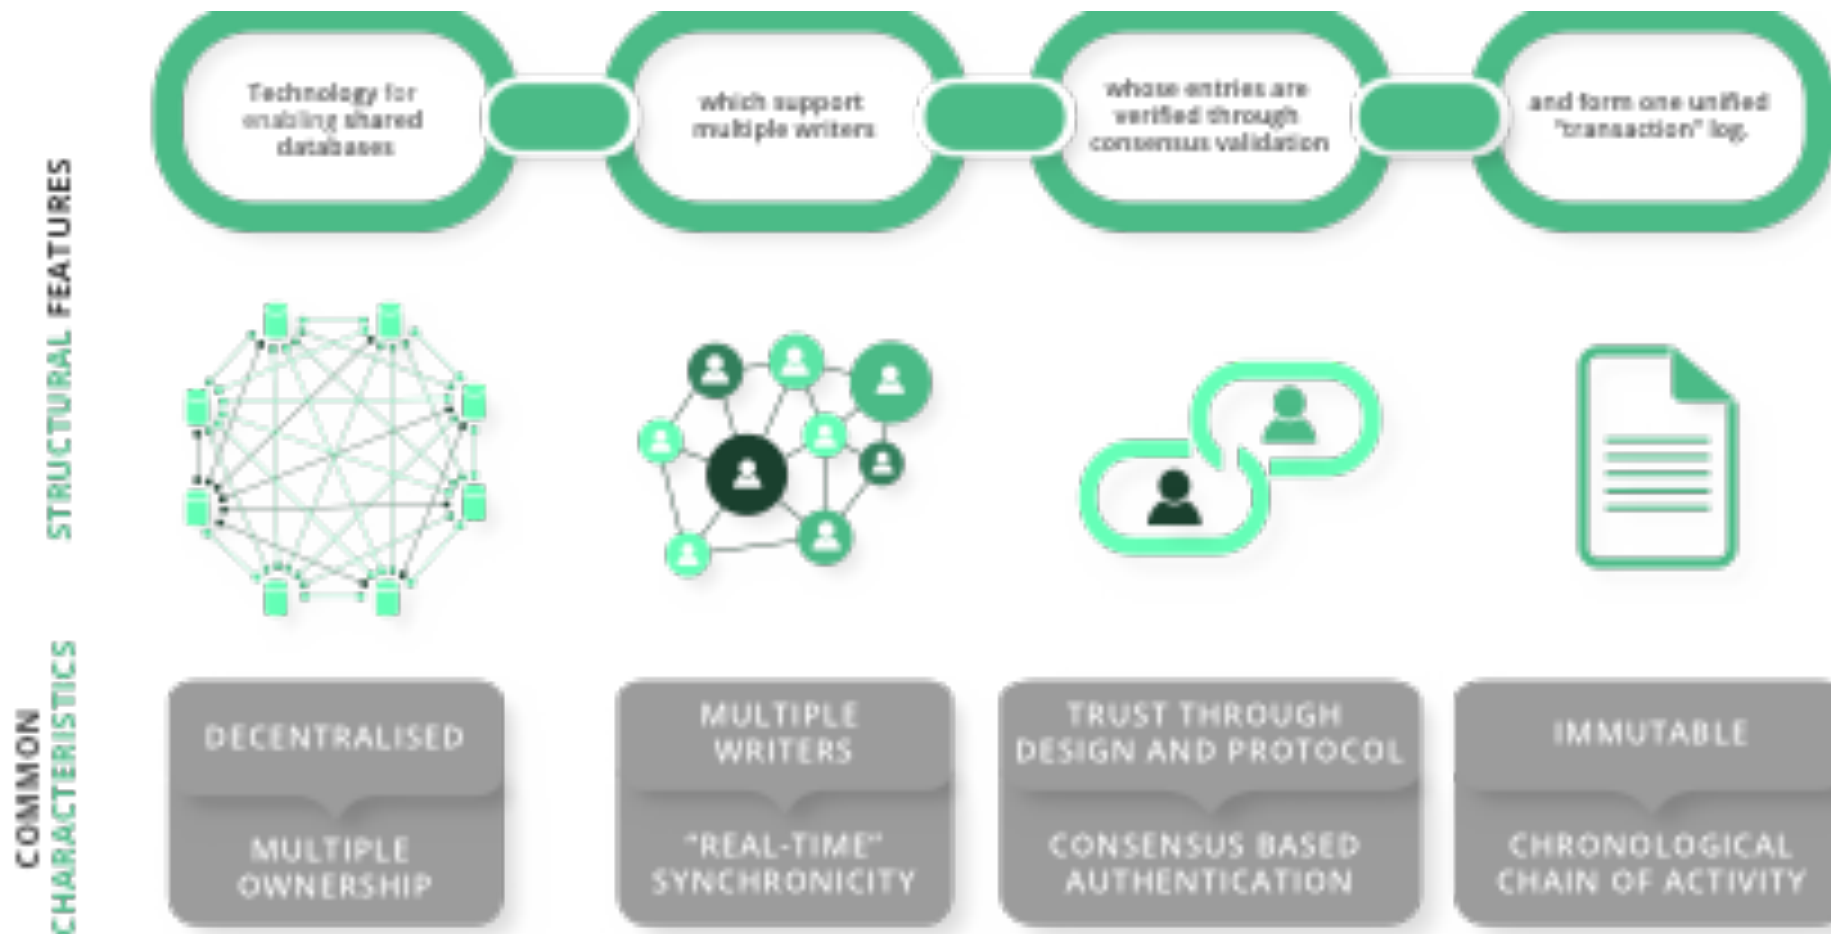 Technology for
enabling shared
databases
which support
multiple writers
whose entries are
verified through
consensus validation
and form one unified
"transaction" log.
STRUCTURAL FEATURES
COMMON
CHARACTERISTICS
DECENTRALISED
MULTIPLE
OWNERSHIP
MULTIPLE
WRITERS
"REAL-TIME"
SYNCHRONICITY
TRUST THROUGH
DESIGN AND PROTOCOL
CONSENSUS BASED
AUTHENTICATION
IMMUTABLE
CHRONOLOGICAL
CHAIN OF ACTIVITY